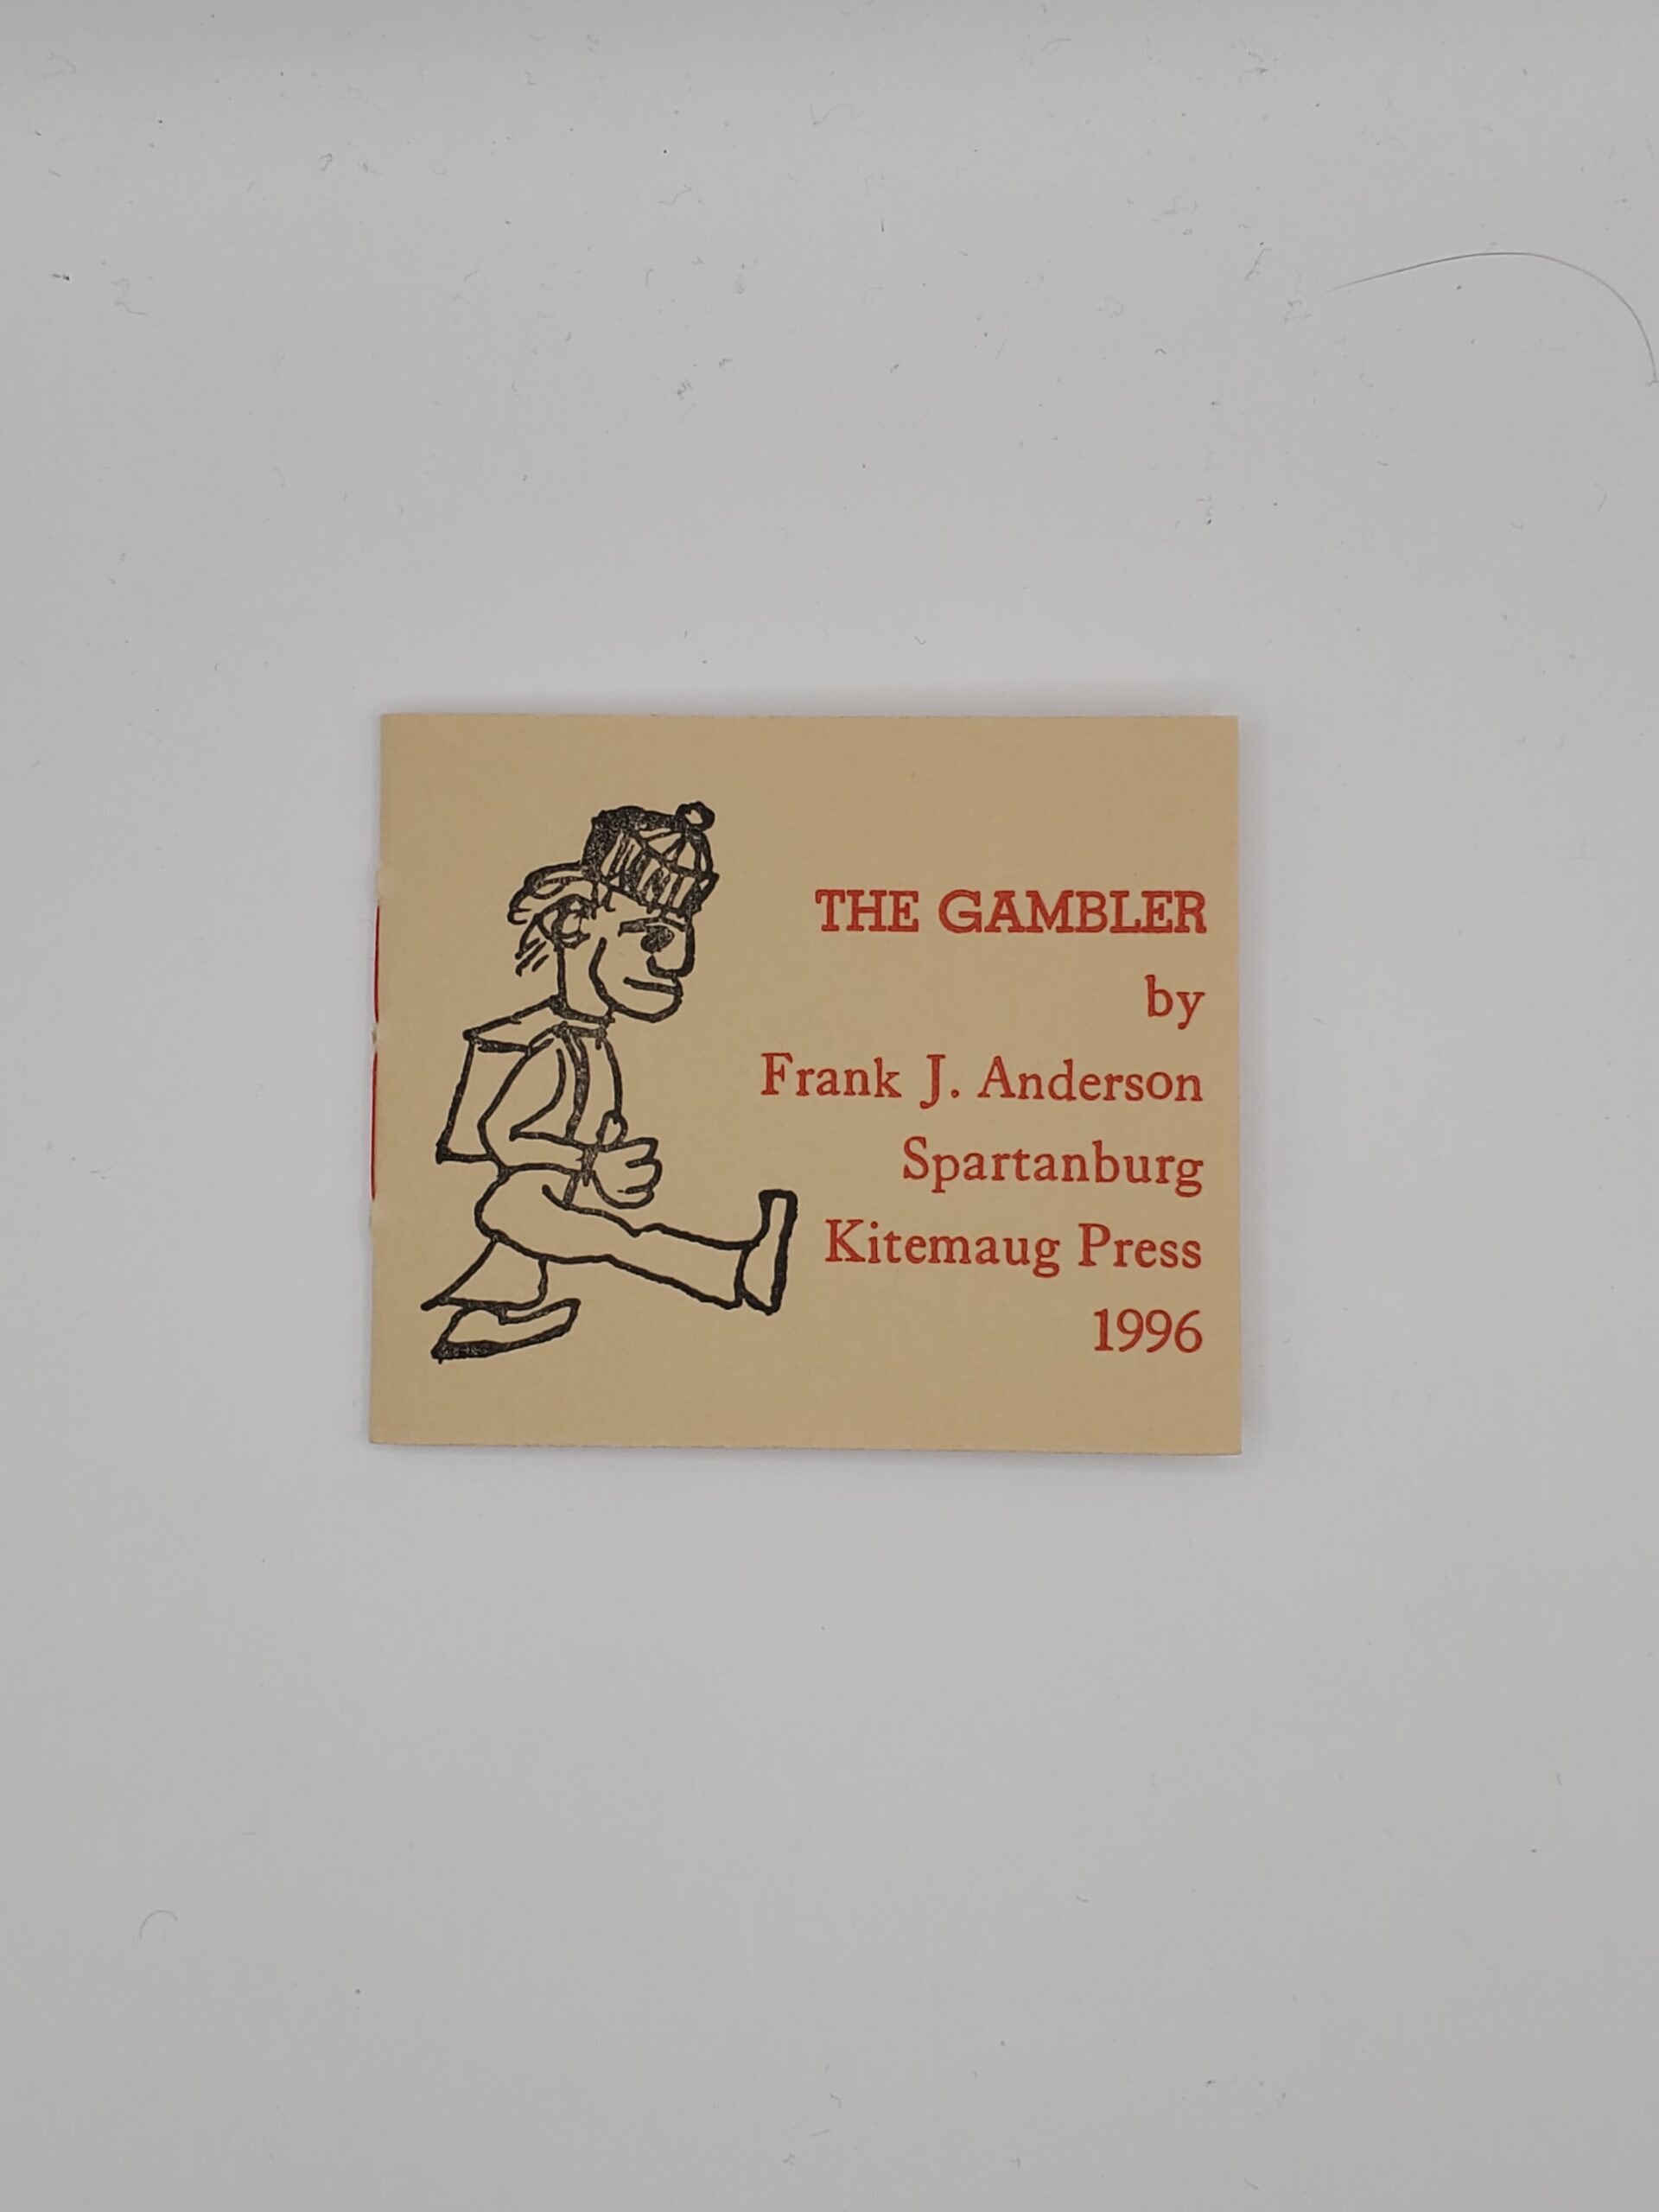 THE GAMBLER
by
Frank J. Anderson
Spartanburg
Kitemaug Press
1996